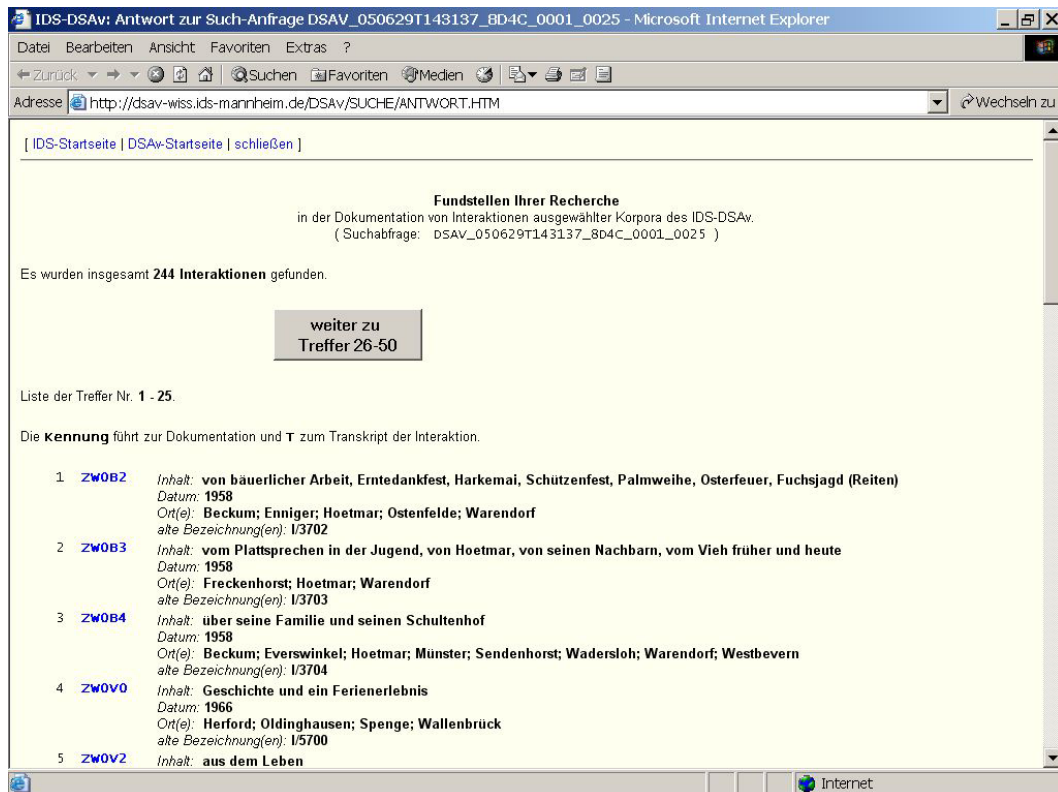 IDS-DSAv: Antwort zur Such-Anfrage DSAV_050629T143137_8D4C_0001_0025 - Microsoft Internet Explorer
Datei Bearbeiten Ansicht Favoriten Extras ?
Zurück Suchen Favoriten Medien
Adresse http://dsav-wiss.ids-mannheim.de/DSAv/SUCHE/ANTWORT.HTM Wechseln zu
[ IDS-Startseite | DSAv-Startseite | schließen ]
Fundstellen Ihrer Recherche
in der Dokumentation von Interaktionen ausgewählter Korpora des IDS-DSAv.
( Suchabfrage: DSAV_050629T143137_8D4C_0001_0025 )
Es wurden insgesamt 244 Interaktionen gefunden.
weiter zu
Treffer 26-50
Liste der Treffer Nr. 1 - 25.
Die Kennung führt zur Dokumentation und T zum Transkript der Interaktion.
1 ZW0B2 Inhalt: von bäuerlicher Arbeit, Erntedankfest, Harkemai, Schützenfest, Palmweihe, Osterfeuer, Fuchsjagd (Reiten)
Datum: 1958
Ort(e): Beckum; Enniger; Hoetmar; Ostenfelde; Warendorf
alte Bezeichnung(en): I/3702
2 ZW0B3 Inhalt: vom Plattsprechen in der Jugend, von Hoetmar, von seinen Nachbarn, vom Vieh früher und heute
Datum: 1958
Ort(e): Freckenhorst; Hoetmar; Warendorf
alte Bezeichnung(en): I/3703
3 ZW0B4 Inhalt: über seine Familie und seinen Schultenhof
Datum: 1958
Ort(e): Beckum; Everswinkel; Hoetmar; Münster; Sendenhorst; Wadersloh; Warendorf; Westbevern
alte Bezeichnung(en): I/3704
4 ZW0V0 Inhalt: Geschichte und ein Ferienerlebnis
Datum: 1966
Ort(e): Herford; Oldinghausen; Spenge; Wallenbrück
alte Bezeichnung(en): I/5700
5 ZW0V2 Inhalt: aus dem Leben
Internet